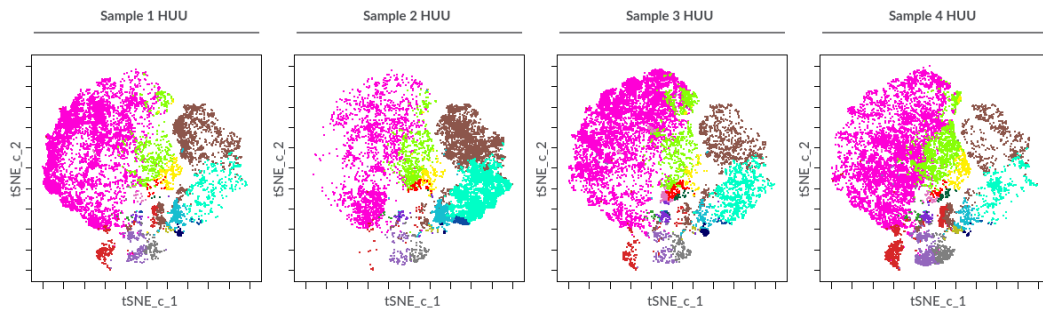 Sample 1 HUU
Sample 2 HUU
Sample 3 HUU
Sample 4 HUU
tSNE_c_2
tSNE_c_2
tSNE_c_2
tSNE_c_2
tSNE_c_1
tSNE_c_1
tSNE_c_1
tSNE_c_1